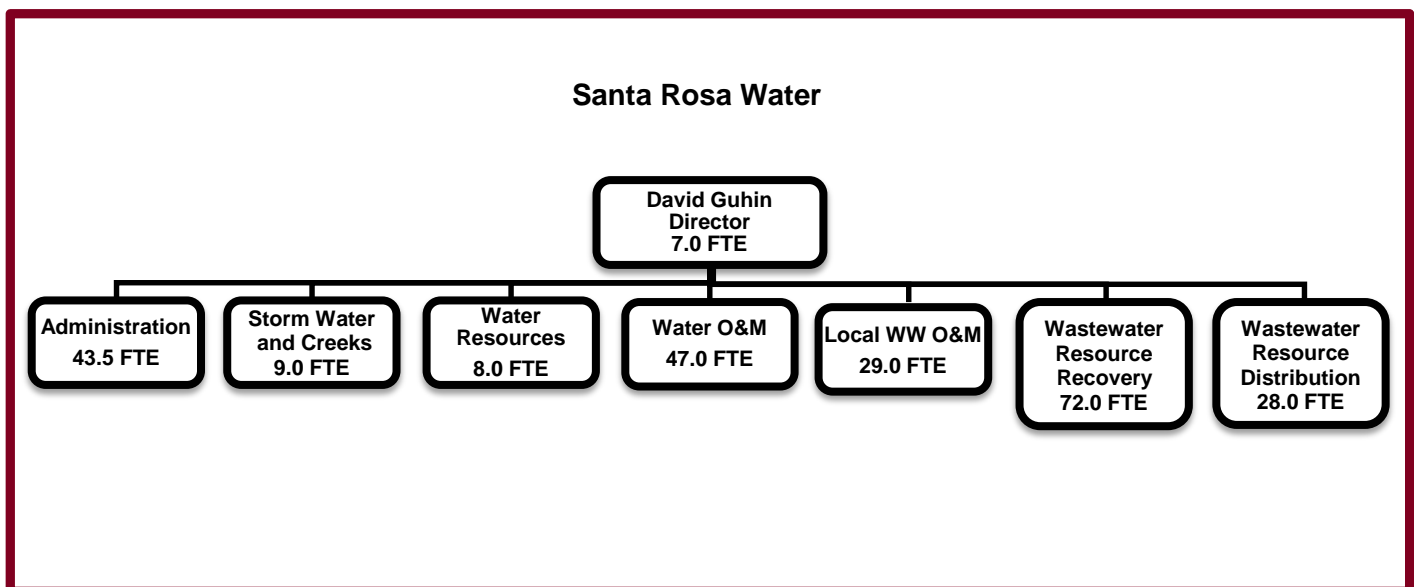 Santa Rosa Water
David Guhin
Director
7.0 FTE
Administration
43.5 FTE
Storm Water
and Creeks
9.0 FTE
Water
Resources
8.0 FTE
Water O&M
47.0 FTE
Local WW O&M
29.0 FTE
Wastewater
Resource
Recovery
72.0 FTE
Wastewater
Resource
Distribution
28.0 FTE